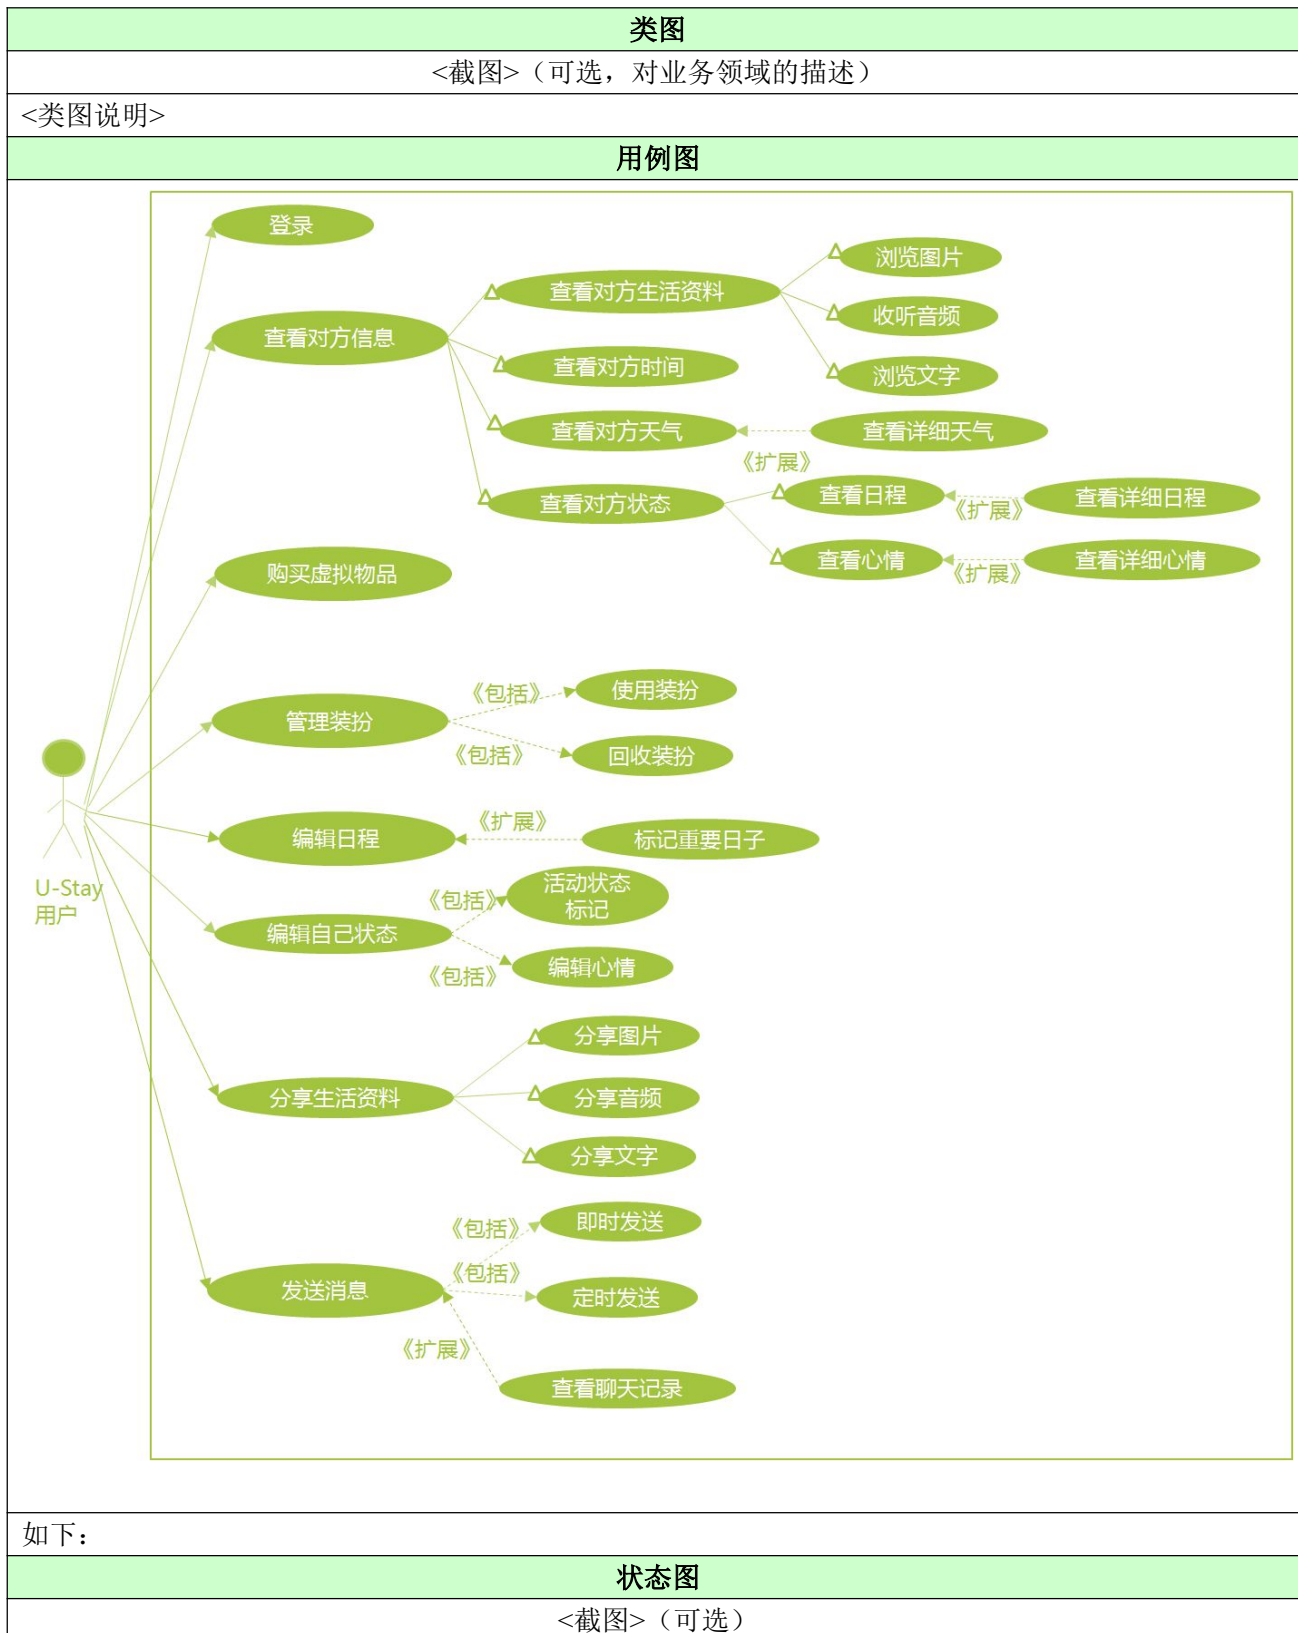 类图
<截图>（可选，对业务领域的描述）
<类图说明>
用例图
登录
查看对方信息
查看对方生活资料
浏览图片
收听音频
浏览文字
查看对方时间
查看对方天气
查看详细天气
《扩展》
查看对方状态
查看日程
《扩展》
查看详细日程
查看心情
《扩展》
查看详细心情
购买虚拟物品
管理装扮
《包括》
使用装扮
《包括》
回收装扮
编辑日程
《扩展》
标记重要日子
U-Stay
用户
编辑自己状态
《包括》
活动状态
标记
《包括》
编辑心情
分享生活资料
分享图片
分享音频
分享文字
发送消息
《包括》
即时发送
《包括》
定时发送
《扩展》
查看聊天记录
如下：
状态图
<截图>（可选）